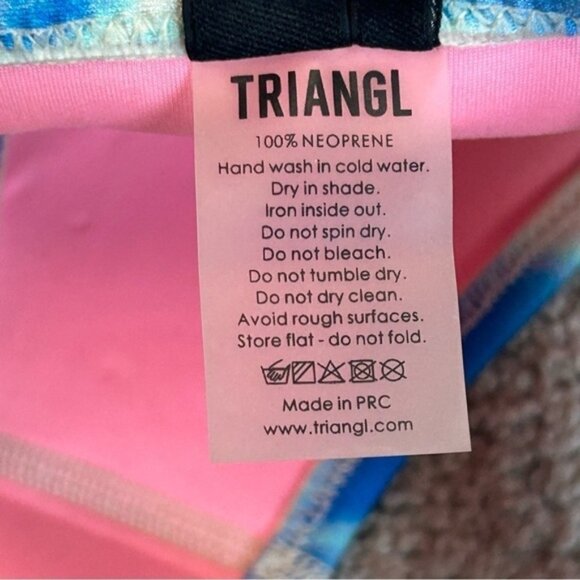 TRIANGL
100% NEOPRENE
Hand wash in cold water.
Dry in shade.
Iron inside out.
Do not spin dry.
Do not bleach.
Do not tumble dry.
Do not dry clean.
Avoid rough surfaces.
Store flat - do not fold.
Made in PRC
www.triangl.com